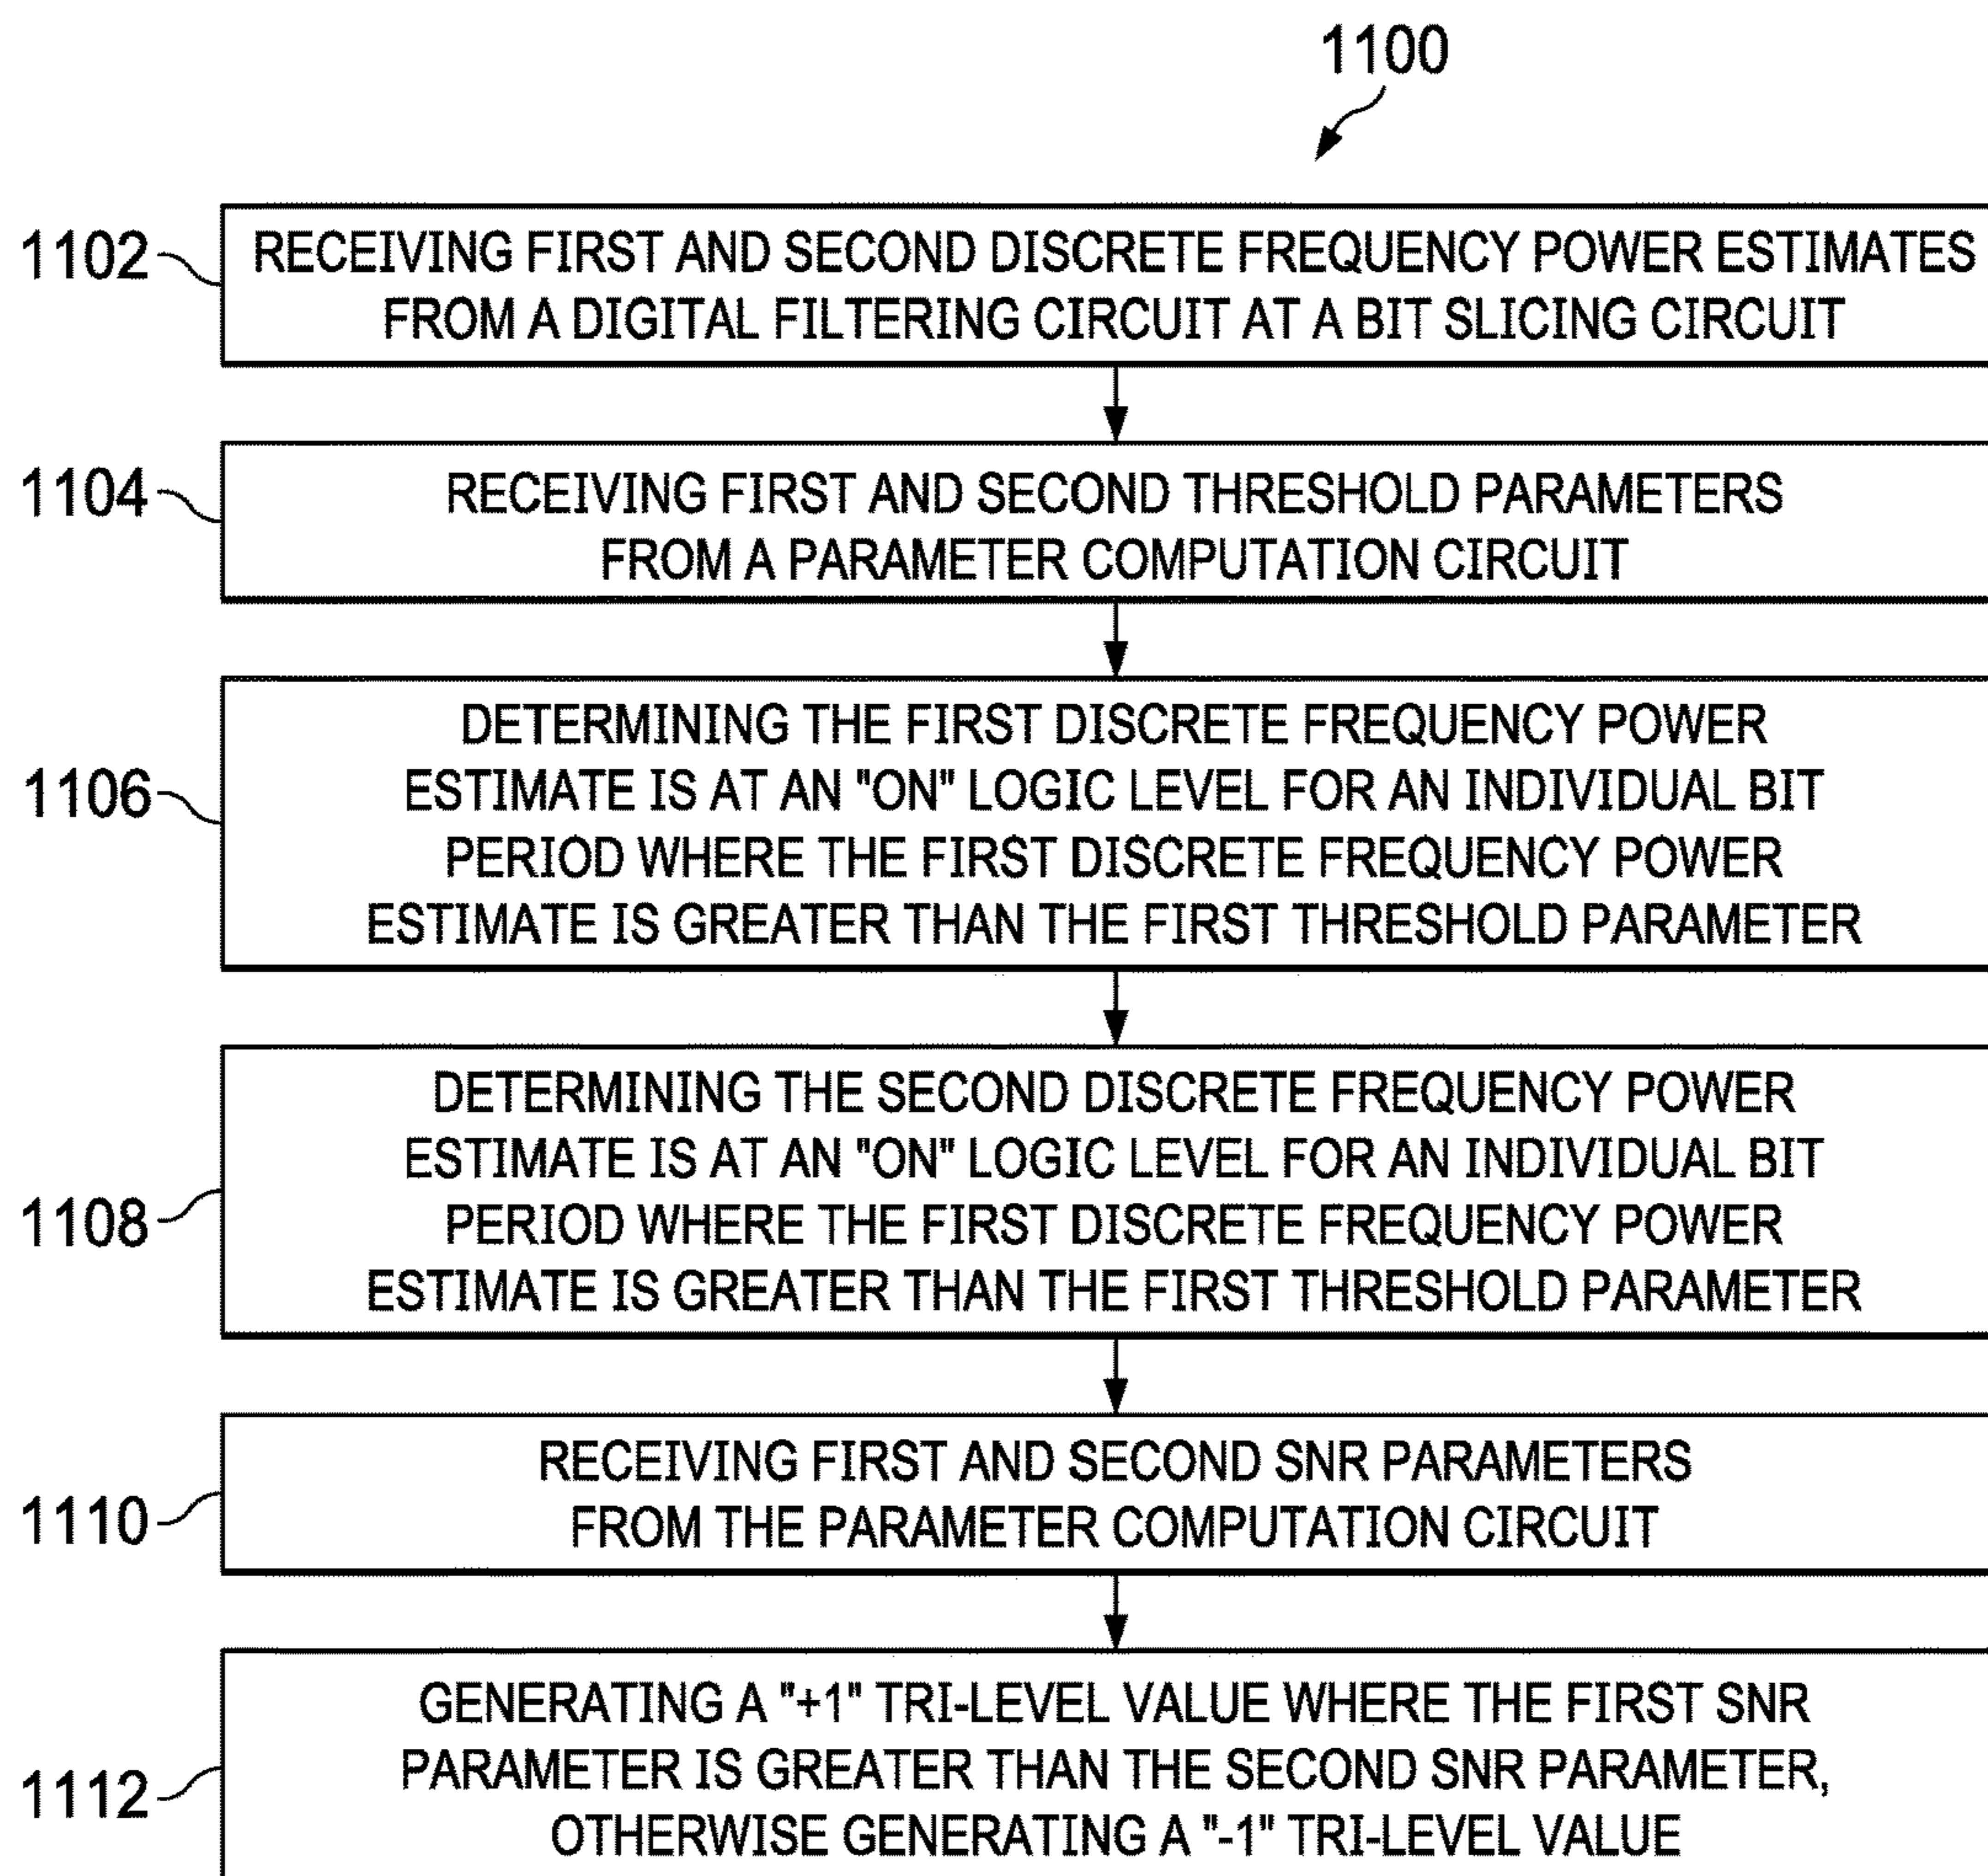 1100
1102
RECEIVING FIRST AND SECOND DISCRETE FREQUENCY POWER ESTIMATES
FROM A DIGITAL FILTERING CIRCUIT AT A BIT SLICING CIRCUIT
1104
RECEIVING FIRST AND SECOND THRESHOLD PARAMETERS
FROM A PARAMETER COMPUTATION CIRCUIT
1106
DETERMINING THE FIRST DISCRETE FREQUENCY POWER
ESTIMATE IS AT AN "ON" LOGIC LEVEL FOR AN INDIVIDUAL BIT
PERIOD WHERE THE FIRST DISCRETE FREQUENCY POWER
ESTIMATE IS GREATER THAN THE FIRST THRESHOLD PARAMETER
1108
DETERMINING THE SECOND DISCRETE FREQUENCY POWER
ESTIMATE IS AT AN "ON" LOGIC LEVEL FOR AN INDIVIDUAL BIT
PERIOD WHERE THE FIRST DISCRETE FREQUENCY POWER
ESTIMATE IS GREATER THAN THE FIRST THRESHOLD PARAMETER
1110
RECEIVING FIRST AND SECOND SNR PARAMETERS
FROM THE PARAMETER COMPUTATION CIRCUIT
1112
GENERATING A "+1" TRI-LEVEL VALUE WHERE THE FIRST SNR
PARAMETER IS GREATER THAN THE SECOND SNR PARAMETER,
OTHERWISE GENERATING A "-1" TRI-LEVEL VALUE